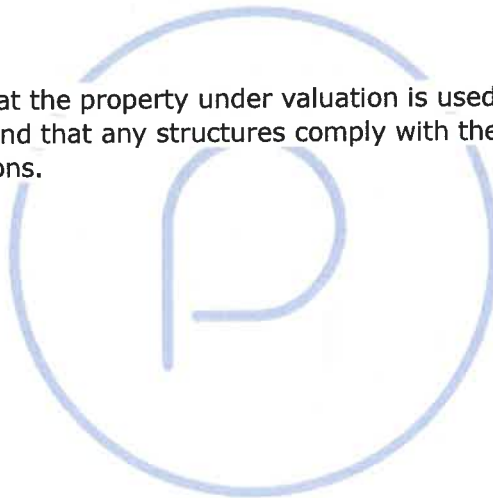 at the property under valuation is used
nd that any structures comply with the
ons.